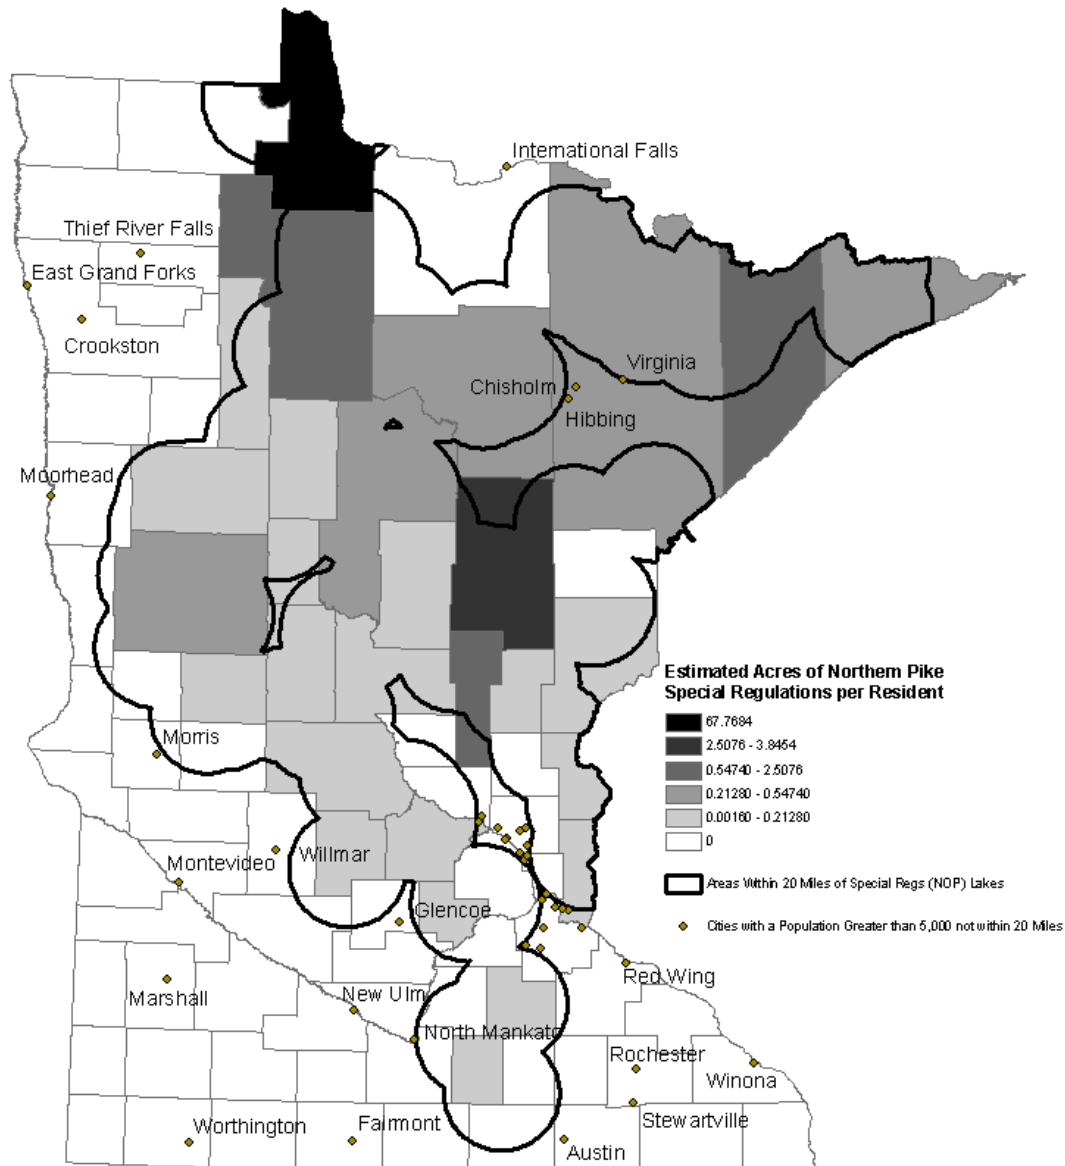 International Falls
Thief River Falls
East Grand Forks
Crookston
Virginia
Chisholm
Hibbing
Moorhead
Estimated Acres of Northern Pike
Special Regulations per Resident
67.7684
2.5076 - 3.8454
0.54740 - 2.5076
0.21280 - 0.54740
0.00160 - 0.21280
0
Morris
Willmar
Montevideo
Areas Within 20 Miles of Special Regs (NOP) Lakes
Glencoe
Cities with a Population Greater than 5,000 not within 20 Miles
Red Wing
Marshall
New Ulm
North Mankato
Rochester
Winona
Stewartville
Worthington
Fairmont
Austin